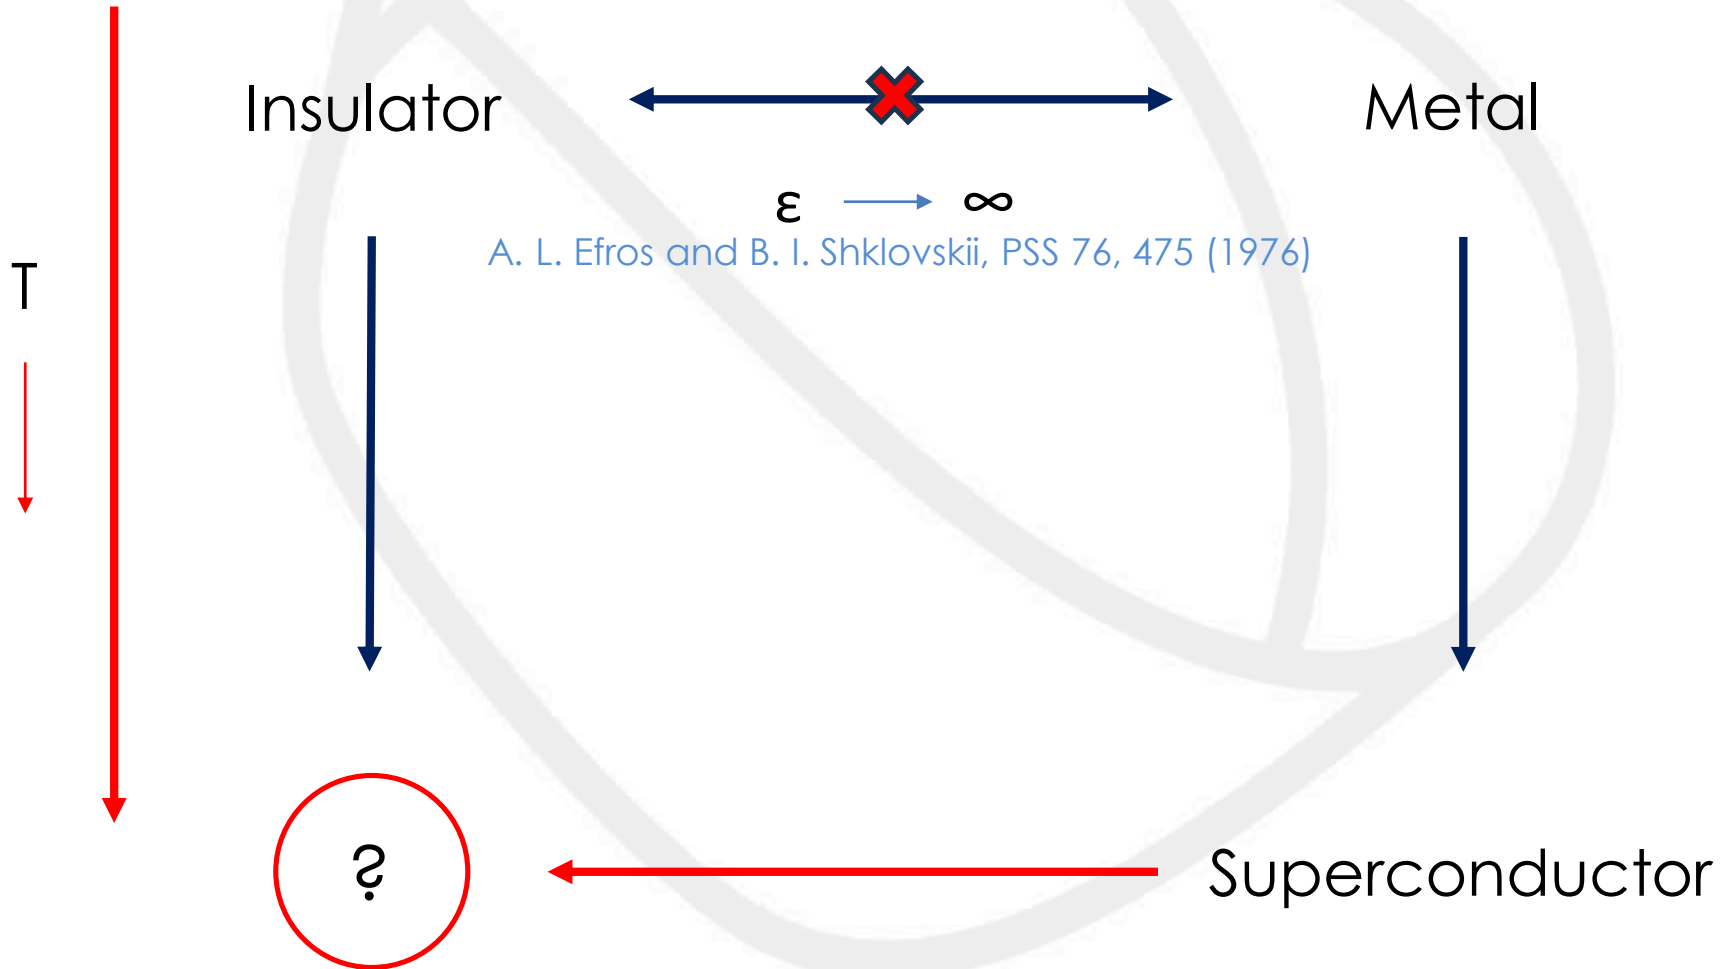 Insulator
Metal
ε ⟶ ∞
A. L. Efros and B. I. Shklovskii, PSS 76, 475 (1976)
T
?
Superconductor